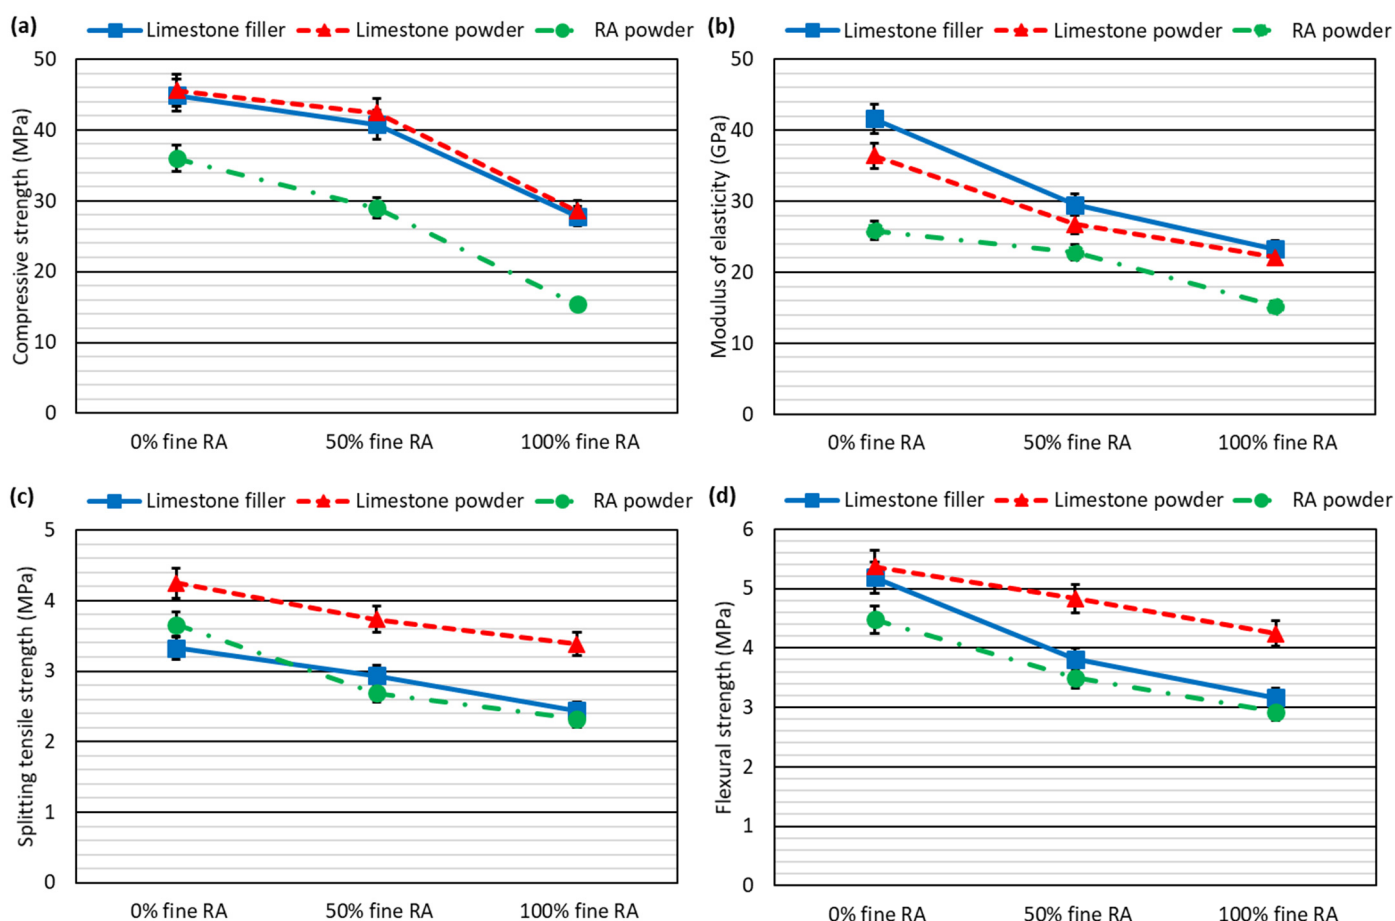 (a) Limestone filler Limestone powder RA powder
Compressive strength (MPa)
50
40
30
20
10
0
0% fine RA 50% fine RA 100% fine RA
(b) Limestone filler Limestone powder RA powder
Modulus of elasticity (GPa)
50
40
30
20
10
0
0% fine RA 50% fine RA 100% fine RA
(c) Limestone filler Limestone powder RA powder
Splitting tensile strength (MPa)
5
4
3
2
1
0
0% fine RA 50% fine RA 100% fine RA
(d) Limestone filler Limestone powder RA powder
Flexural strength (MPa)
6
5
4
3
2
1
0
0% fine RA 50% fine RA 100% fine RA